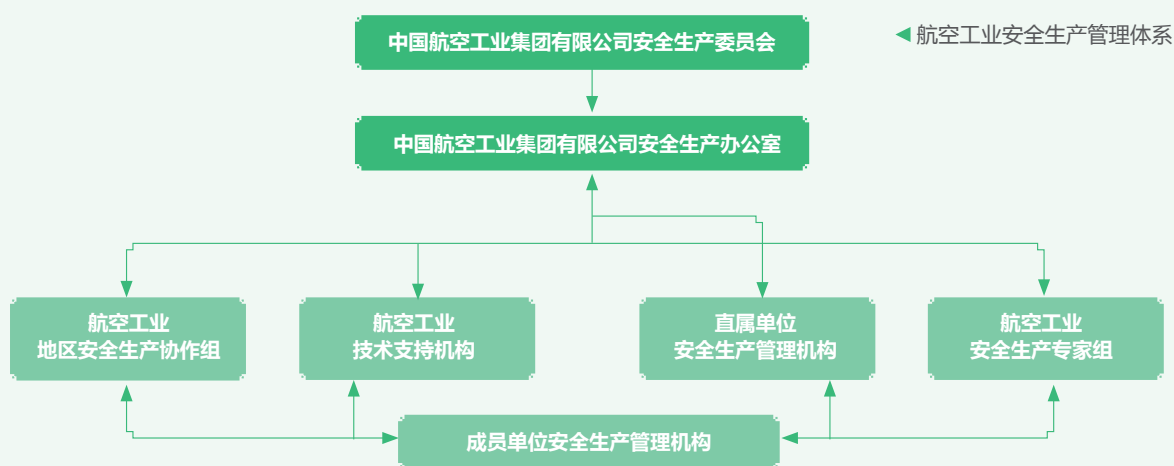 中国航空工业集团有限公司安全生产委员会
航空工业安全生产管理体系
中国航空工业集团有限公司安全生产办公室
航空工业
地区安全生产协作组
航空工业
技术支持机构
直属单位
安全生产管理机构
航空工业
安全生产专家组
成员单位安全生产管理机构